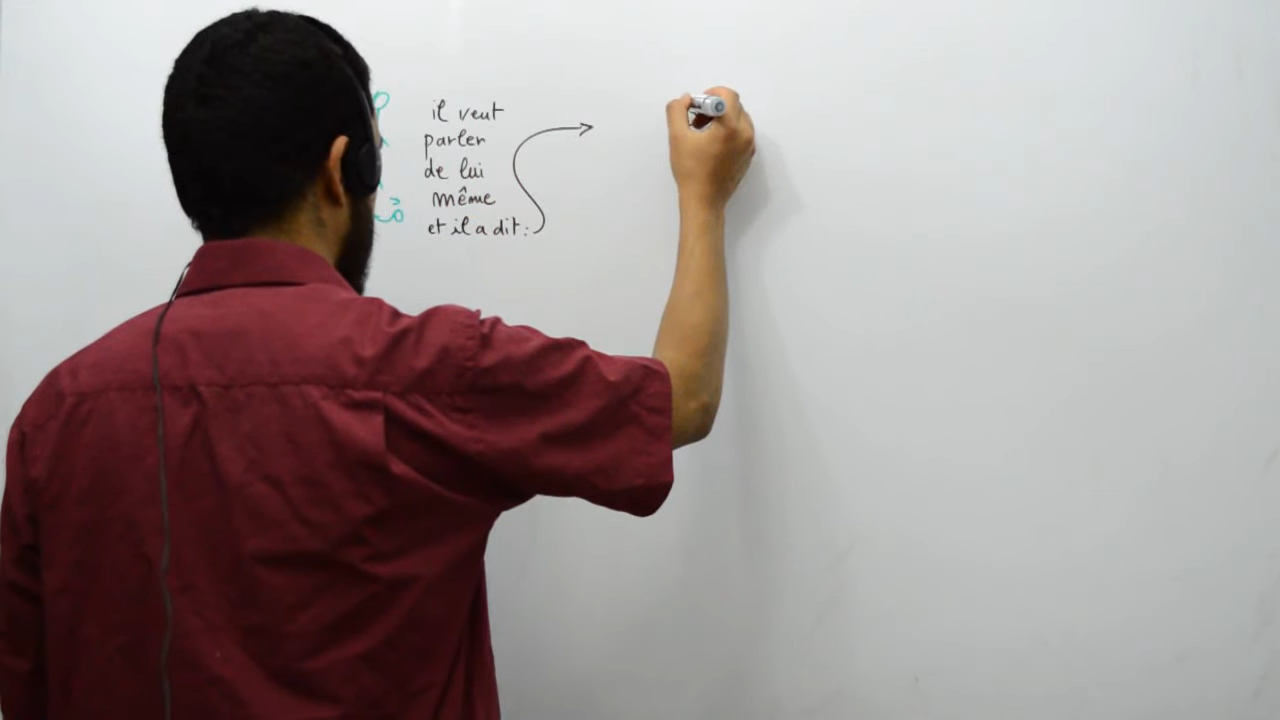 il veut
parler
de lui
même
et il a dit :